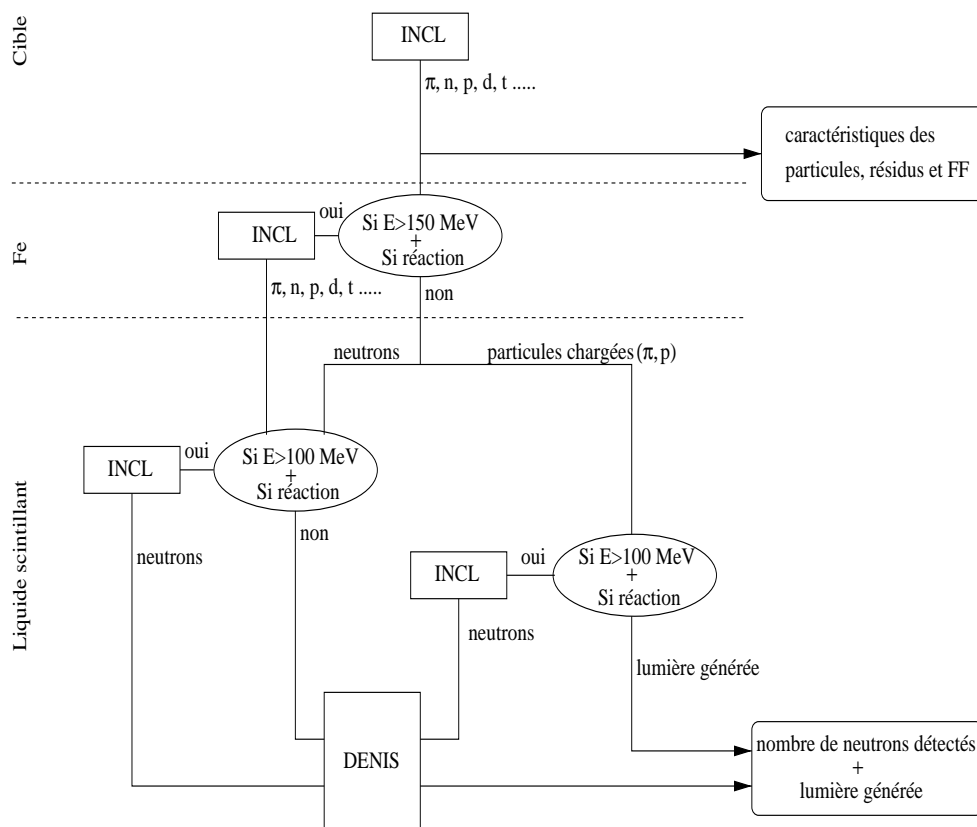 Cible
INCL
π, n, p, d, t .....
caractéristiques des
particules, résidus et FF
Fe
oui
INCL
Si E>150 MeV
+
Si réaction
π, n, p, d, t .....
non
Liquide scintillant
neutrons
particules chargées (π, p)
oui
INCL
Si E>100 MeV
+
Si réaction
non
neutrons
oui
INCL
Si E>100 MeV
+
Si réaction
neutrons
lumière générée
DENIS
nombre de neutrons détectés
+
lumière générée